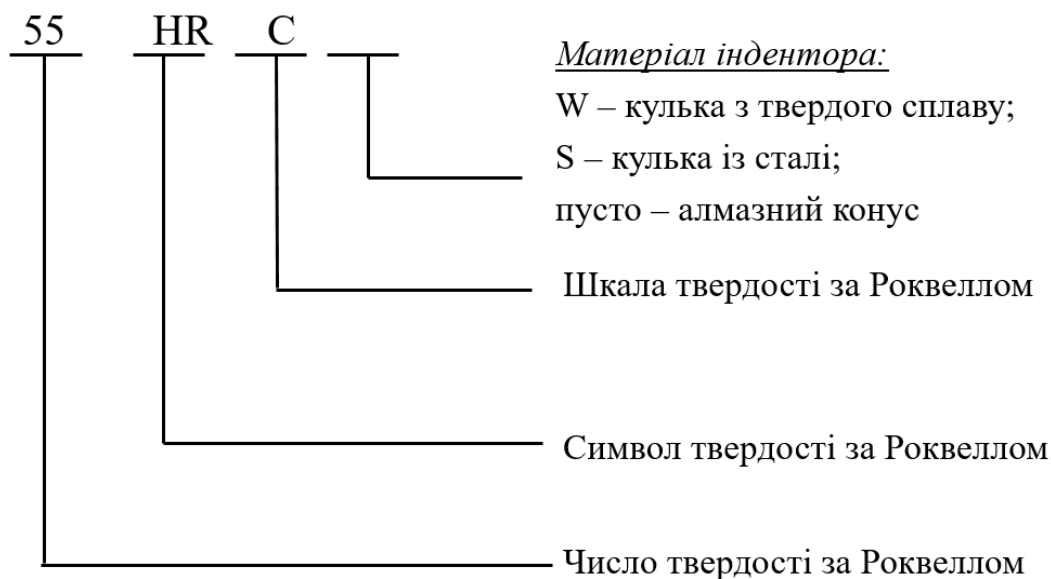 55 HR C
Матеріал індентора:
W – кулька з твердого сплаву;
S – кулька із сталі;
пусто – алмазний конус
Шкала твердості за Роквеллом
Символ твердості за Роквеллом
Число твердості за Роквеллом